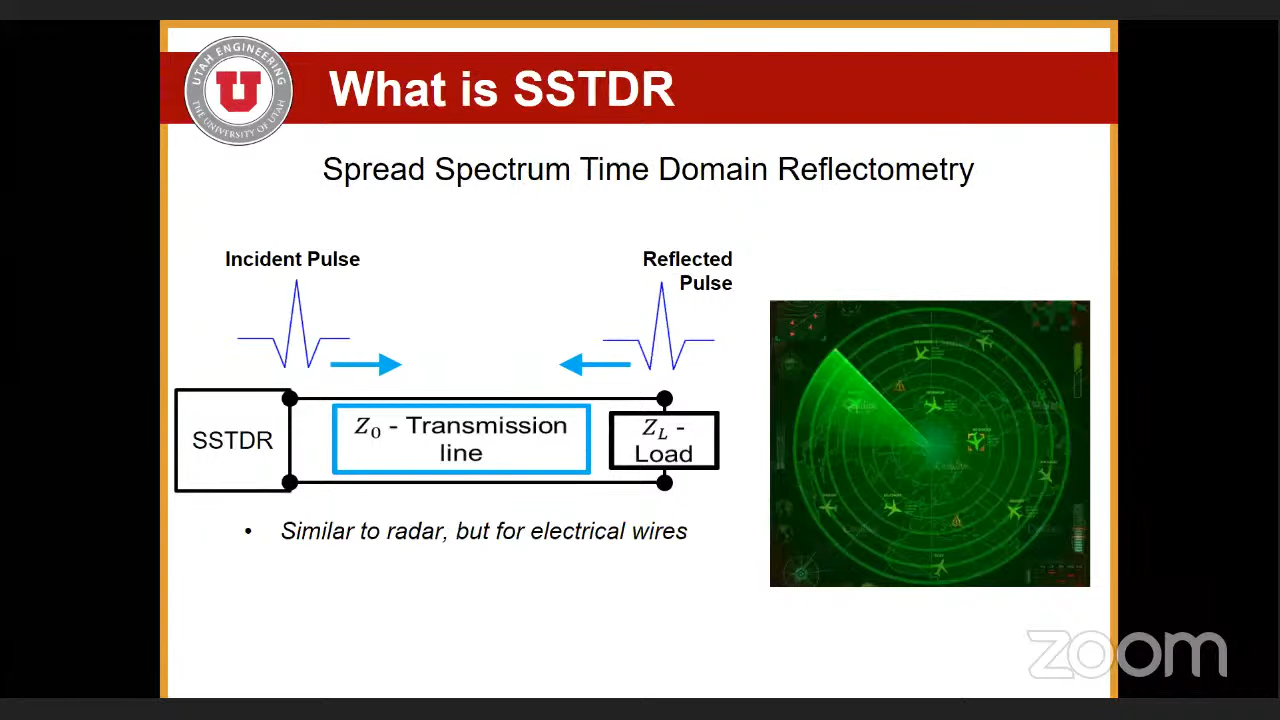 UTAH ENGINEERING
THE UNIVERSITY OF UTAH
U
What is SSTDR
Spread Spectrum Time Domain Reflectometry
Incident Pulse
Reflected
Pulse
SSTDR
Z₀ - Transmission
line
Z_L -
Load
• Similar to radar, but for electrical wires
zoom